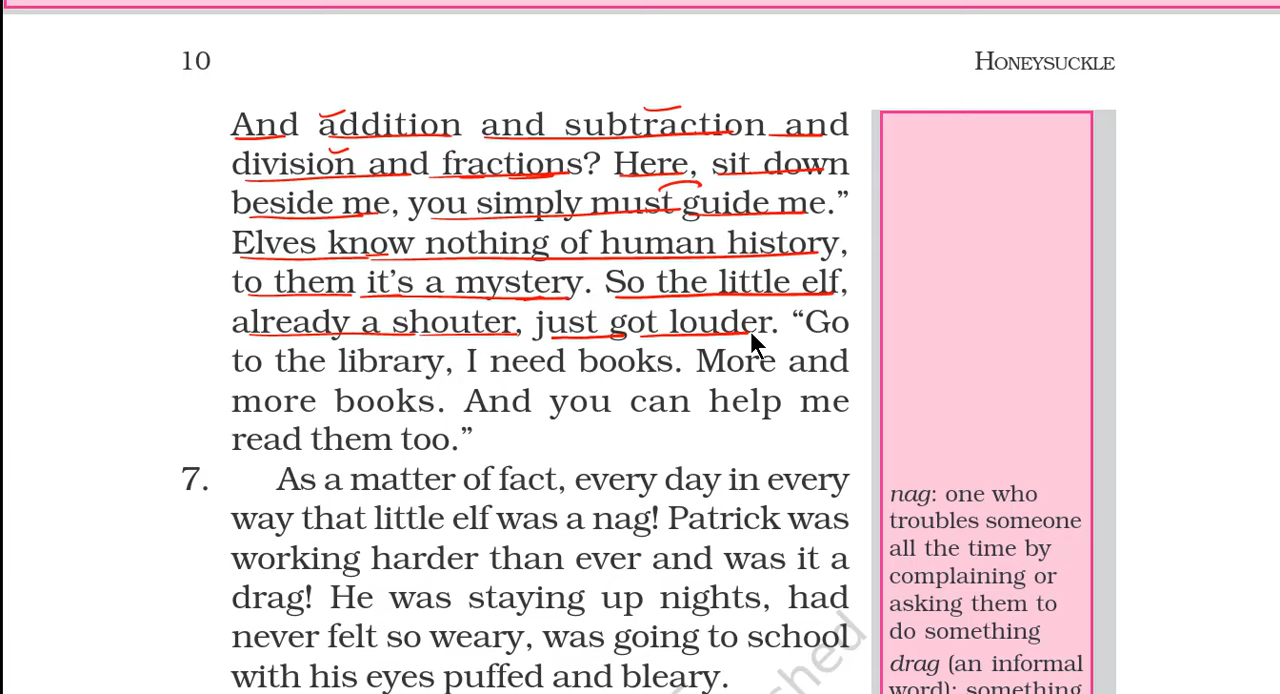 10
HONEYSUCKLE
And addition and subtraction and
division and fractions? Here, sit down
beside me, you simply must guide me.”
Elves know nothing of human history,
to them it’s a mystery. So the little elf,
already a shouter, just got louder. “Go
to the library, I need books. More and
more books. And you can help me
read them too.”
7. As a matter of fact, every day in every
way that little elf was a nag! Patrick was
working harder than ever and was it a
drag! He was staying up nights, had
never felt so weary, was going to school
with his eyes puffed and bleary.
nag: one who
troubles someone
all the time by
complaining or
asking them to
do something
drag (an informal
word): something